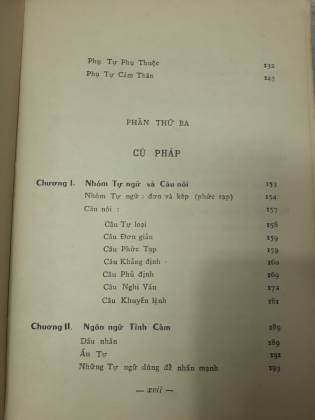 Phụ Tự Phụ Thuộc 132
Phụ Tự Cảm Thán 145
PHẦN THỨ BA
CÚ PHÁP
Chương I. Nhóm Tự ngữ và Câu nói 153
Nhóm Tự ngữ : đơn và kép (phức tạp) 154
Câu nói : 157
Câu Tự loại 158
Câu Đơn giản 159
Câu Phức Tạp 159
Câu Khẳng định 160
Câu Phủ định 169
Câu Nghi Vấn 172
Câu Khuyến lệnh 181
Chương II. Ngôn ngữ Tình Cảm 189
Dấu nhấn 189
Ẩn Tự 191
Những Tự ngữ dùng để nhấn mạnh 193
— xvii —